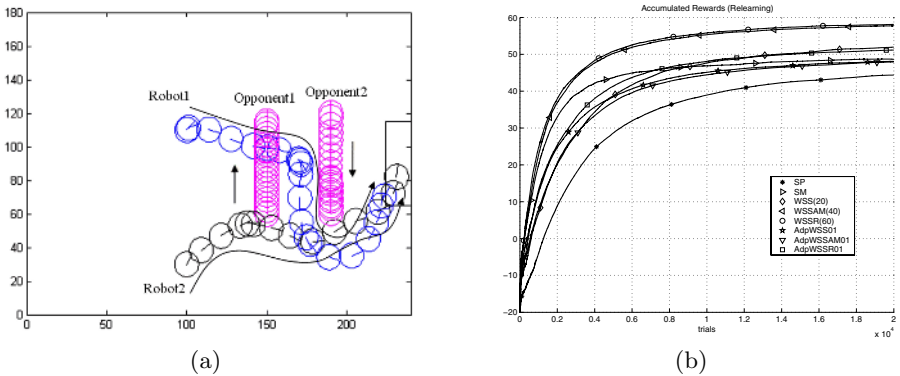 180
160
140
120
100
80
60
40
20
0
0
50
100
150
200
Robot1
Opponent1
Opponent2
Robot2
(a)
Accumulated Rewards (Relearning)
60
50
40
30
20
10
0
−10
−20
0
0.2
0.4
0.6
0.8
1
1.2
1.4
1.6
1.8
2
trials
x 10⁴
SP
SM
WSS(20)
WSSAM(40)
WSSR(60)
AdpWSS01
AdpWSSAM01
AdpWSSR01
(b)